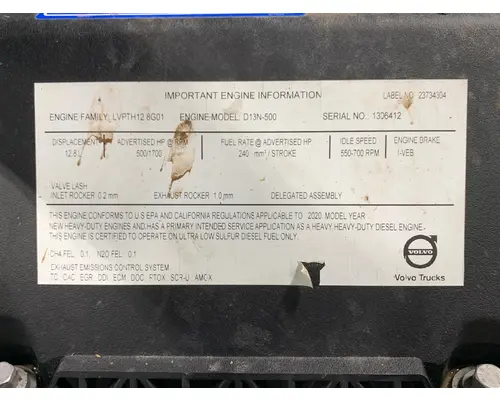 IMPORTANT ENGINE INFORMATION LABEL NO. 23734304
ENGINE FAMILY: LVPTH12.8G01 ENGINE-MODEL: D13N-500 SERIAL NO.: 1306412
DISPLACEMENT ADVERTISED HP @ RPM FUEL RATE @ ADVERTISED HP IDLE SPEED ENGINE BRAKE
12.8 500/1700 240 mm³/STROKE 550-700 RPM I-VEB
VALVE LASH
INLET ROCKER: 0.2 mm EXHAUST ROCKER: 1.0 mm DELEGATED ASSEMBLY
THIS ENGINE CONFORMS TO U.S EPA AND CALIFORNIA REGULATIONS APPLICABLE TO 2020 MODEL YEAR
NEW HEAVY-DUTY ENGINES AND HAS A PRIMARY INTENDED SERVICE APPLICATION AS A HEAVY, HEAVY-DUTY DIESEL ENGINE.
THIS ENGINE IS CERTIFIED TO OPERATE ON ULTRA LOW SULFUR DIESEL FUEL ONLY.
CH4 FEL: 0.1, N2O FEL: 0.1
EXHAUST EMISSIONS CONTROL SYSTEM:
TC, CAC, EGR, DDI, ECM, DOC, PTOX, SCR-U, AMOX
VOLVO
Volvo Trucks